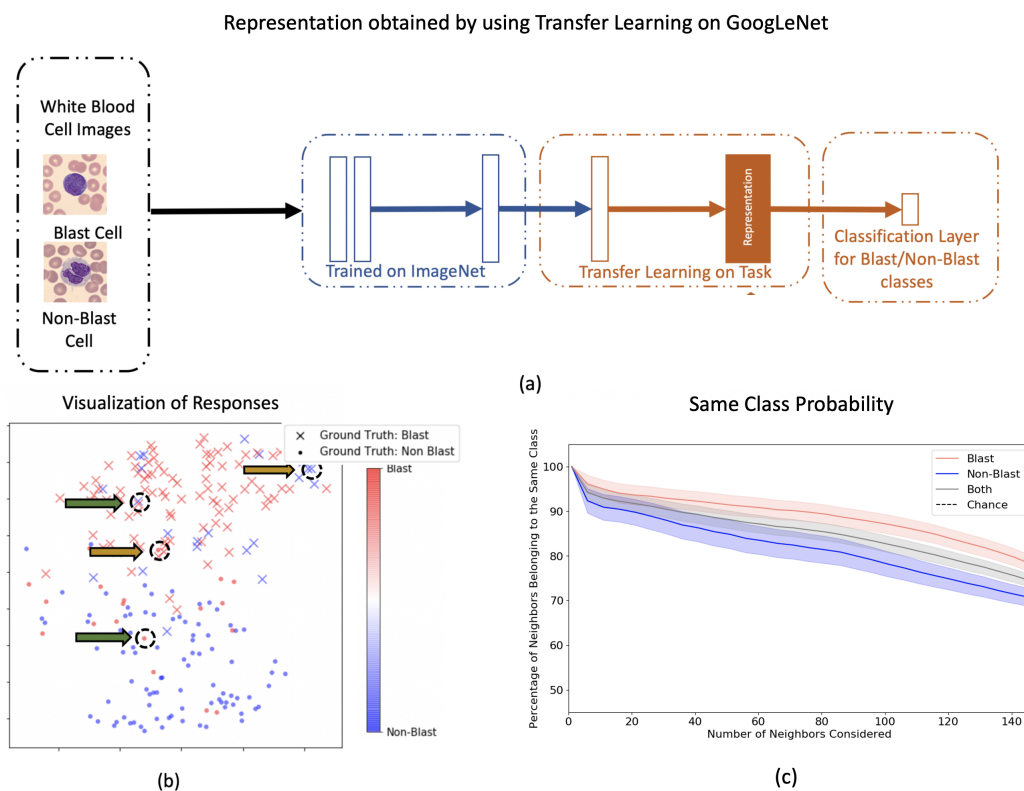 Representation obtained by using Transfer Learning on GoogLeNet
White Blood
Cell Images
Blast Cell
Non-Blast
Cell
Trained on ImageNet
Representation
Transfer Learning on Task
Classification Layer
for Blast/Non-Blast
classes
(a)
Visualization of Responses
Ground Truth: Blast
Ground Truth: Non Blast
Blast
Non-Blast
(b)
Same Class Probability
Percentage of Neighbors Belonging to the Same Class
100
90
80
70
60
50
0
20
40
60
80
100
120
140
Number of Neighbors Considered
Blast
Non-Blast
Both
Chance
(c)